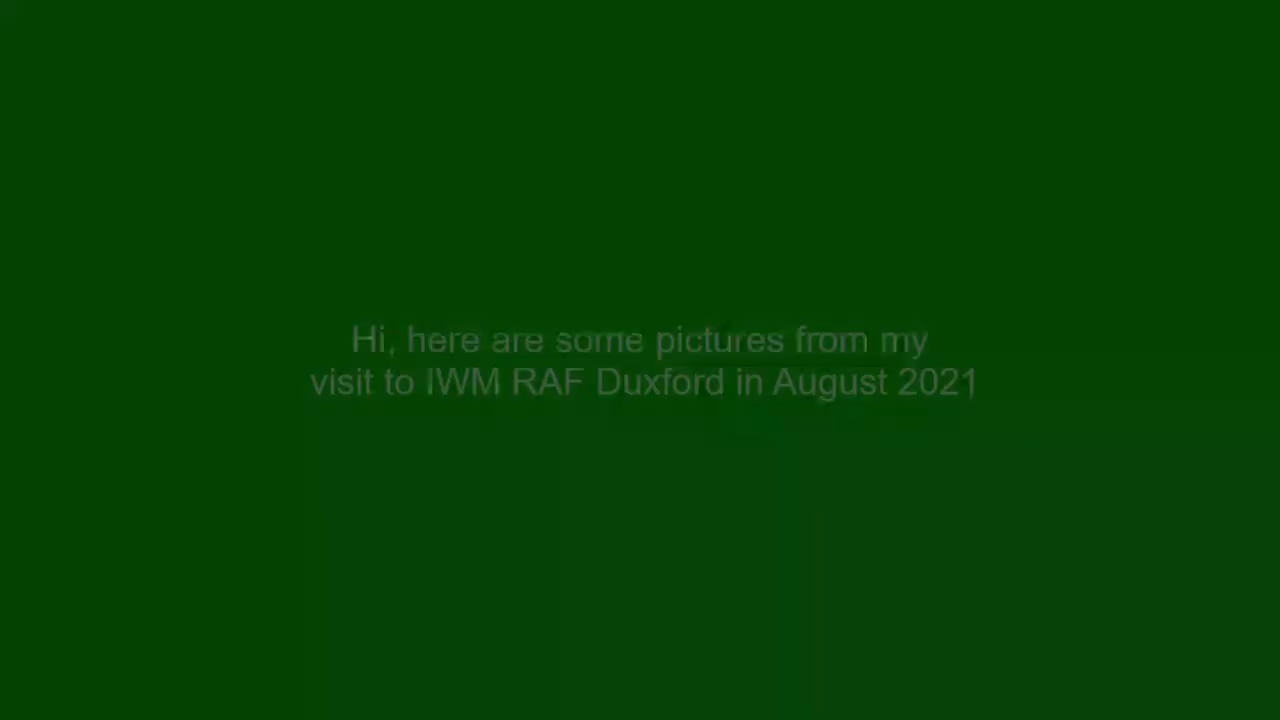 Hi, here are some pictures from my
visit to IWM RAF Duxford in August 2021